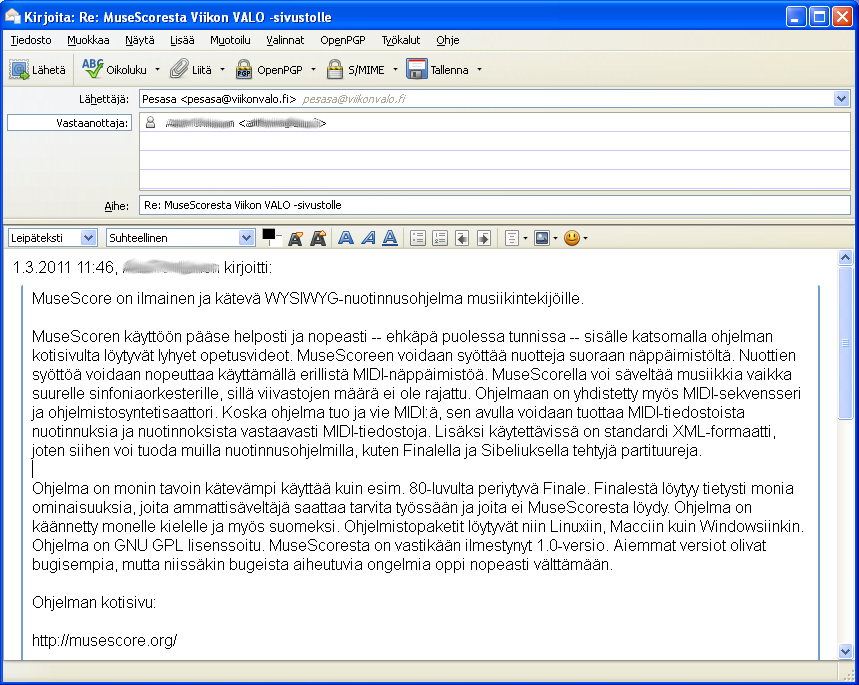 Kirjoita: Re: MuseScoresta Viikon VALO -sivustolle
Tiedosto Muokkaa Näytä Lisää Muotoilu Valinnat OpenPGP Työkalut Ohje
Lähetä ABC Oikoluku Liitä PGP OpenPGP S/MIME Tallenna
Lähettäjä: Pesasa <pesasa@viikonvalo.fi> pesasa@viikonvalo.fi
Vastaanottaja:
Aihe: Re: MuseScoresta Viikon VALO -sivustolle
Leipäteksti Suhteellinen A A A A A
1.3.2011 11:46, kirjoitti:
MuseScore on ilmainen ja kätevä WYSIWYG-nuotinnusohjelma musiikintekijöille.
MuseScoren käyttöön pääse helposti ja nopeasti -- ehkäpä puolessa tunnissa -- sisälle katsomalla ohjelman
kotisivulta löytyvät lyhyet opetusvideot. MuseScoreen voidaan syöttää nuotteja suoraan näppäimistöltä. Nuottien
syöttöä voidaan nopeuttaa käyttämällä erillistä MIDI-näppäimistöä. MuseScorella voi säveltää musiikkia vaikka
suurelle sinfoniaorkesterille, sillä viivastojen määrä ei ole rajattu. Ohjelmaan on yhdistetty myös MIDI-sekvensseri
ja ohjelmistosyntetisaattori. Koska ohjelma tuo ja vie MIDI:ä, sen avulla voidaan tuottaa MIDI-tiedostoista
nuotinnuksia ja nuotinnoksista vastaavasti MIDI-tiedostoja. Lisäksi käytettävissä on standardi XML-formaatti,
joten siihen voi tuoda muilla nuotinnusohjelmilla, kuten Finalella ja Sibeliuksella tehtyjä partituureja.
Ohjelma on monin tavoin kätevämpi käyttää kuin esim. 80-luvulta periytyvä Finale. Finalestä löytyy tietysti monia
ominaisuuksia, joita ammattisäveltäjä saattaa tarvita työssään ja joita ei MuseScoresta löydy. Ohjelma on
käännetty monelle kielelle ja myös suomeksi. Ohjelmistopaketit löytyvät niin Linuxiin, Macciin kuin Windowsiinkin.
Ohjelma on GNU GPL lisenssoitu. MuseScoresta on vastikään ilmestynyt 1.0-versio. Aiemmat versiot olivat
bugisempia, mutta niissäkin bugeista aiheutuvia ongelmia oppi nopeasti välttämään.
Ohjelman kotisivu:
http://musescore.org/